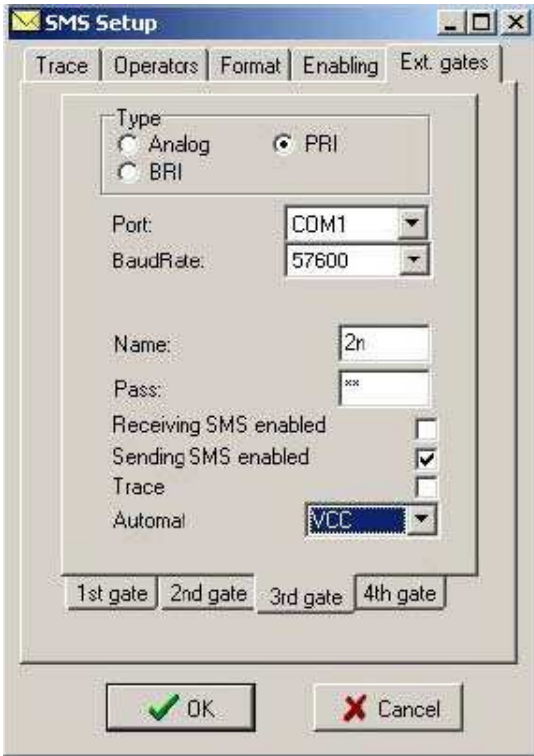 SMS Setup
Trace Operators Format Enabling Ext. gates
Type
Analog PRI
BRI
Port: COM1
BaudRate: 57600
Name: 2n
Pass: **
Receiving SMS enabled
Sending SMS enabled
Trace
Automat VCC
1st gate 2nd gate 3rd gate 4th gate
OK Cancel